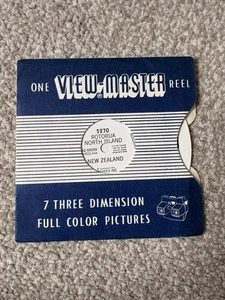 ONE VIEW-MASTER REEL
5270
ROTORUA
NORTH ISLAND
NEW ZEALAND
7 THREE DIMENSION
FULL COLOR PICTURES